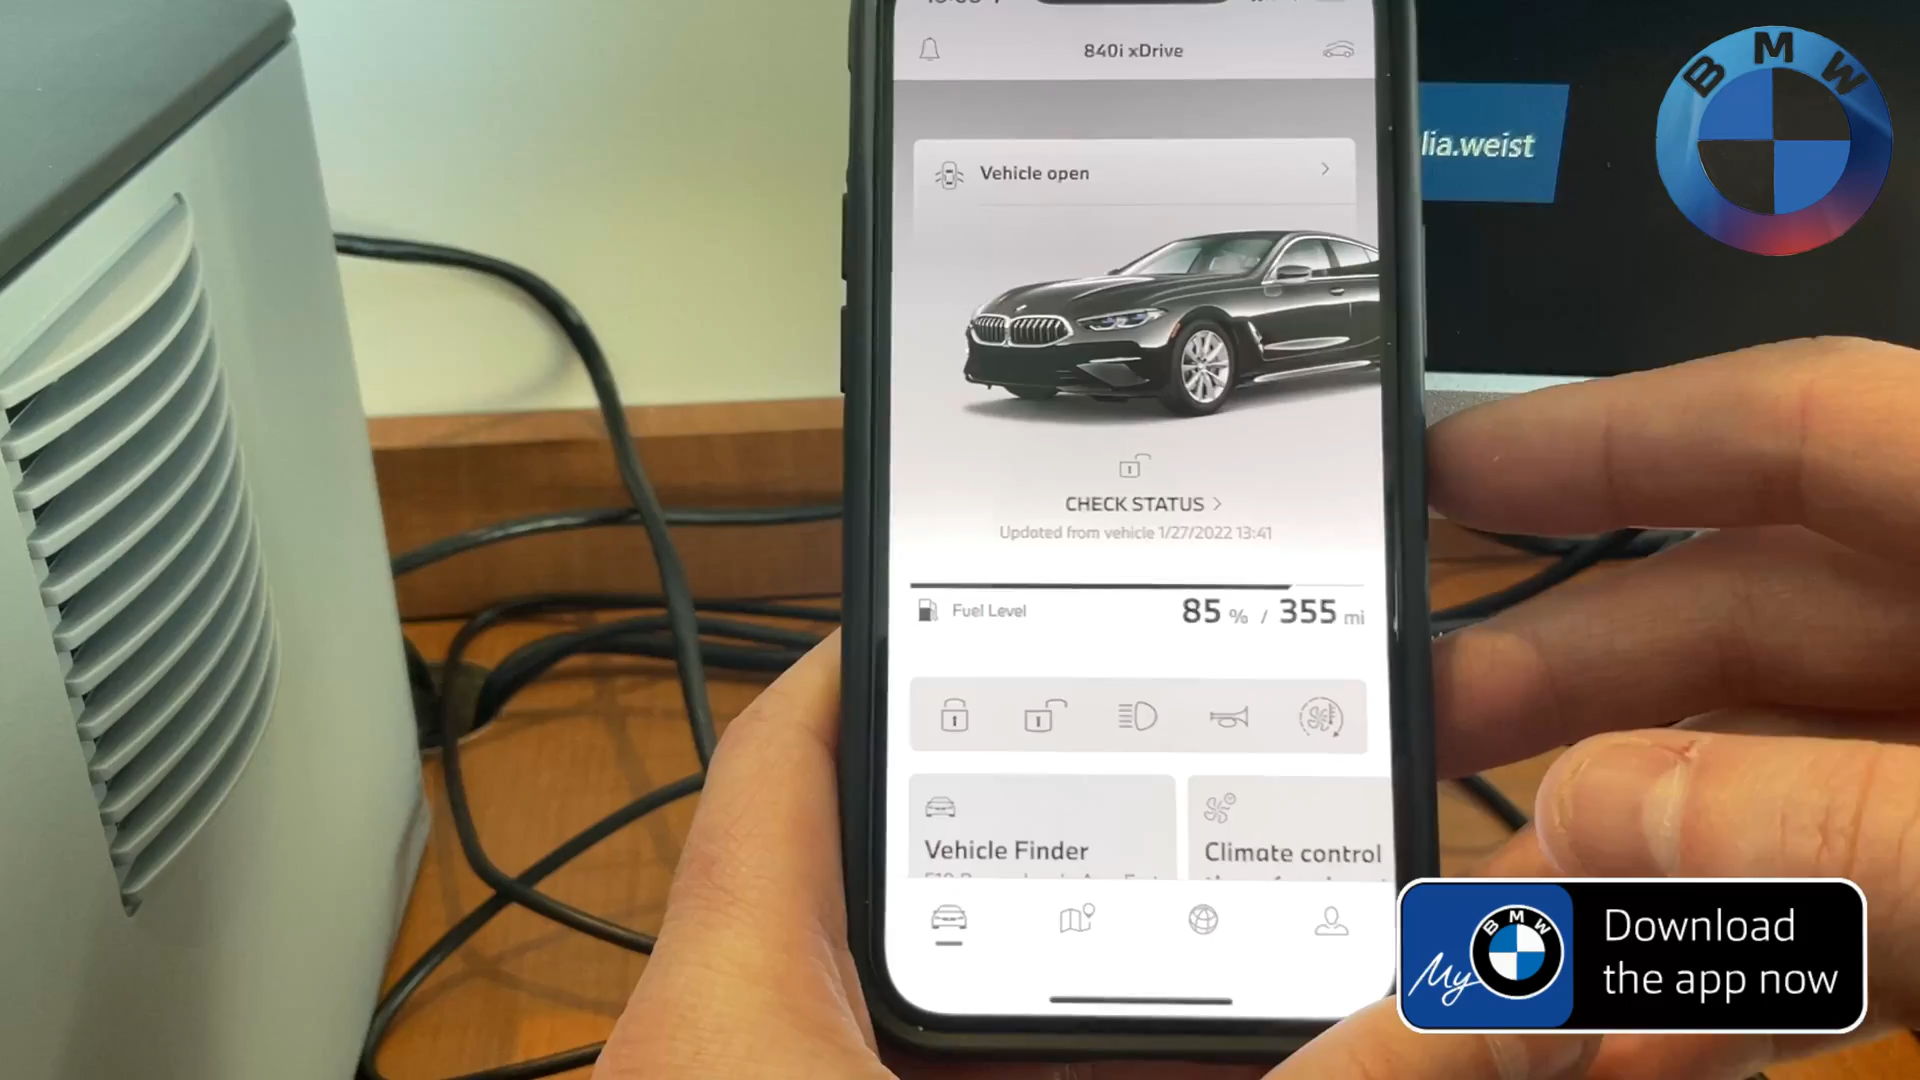 840i xDrive
Vehicle open
CHECK STATUS
Updated from vehicle 1/27/2022 13:41
Fuel Level
85 % / 355 mi
Vehicle Finder
Climate control
lia.weist
BMW
My
BMW
Download
the app now